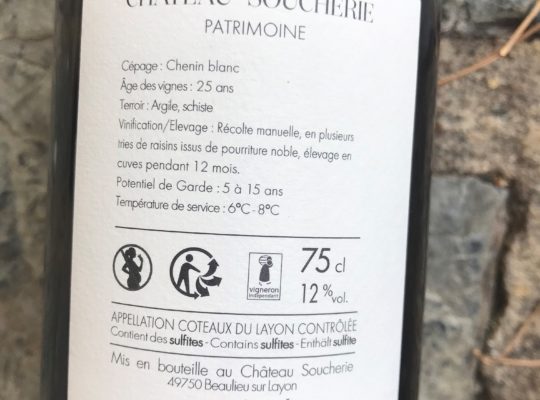 CHÂTEAU SOUCHERIE
PATRIMOINE
Cépage : Chenin blanc
Âge des vignes : 25 ans
Terroir : Argile, schiste
Vinification/Elevage : Récolte manuelle, en plusieurs
tries de raisins issus de pourriture noble, élevage en
cuves pendant 12 mois.
Potentiel de Garde : 5 à 15 ans
Température de service : 6°C - 8°C
vigneron
indépendant
75 cl
12 %vol.
APPELLATION COTEAUX DU LAYON CONTRÔLÉE
Contient des sulfites - Contains sulfites - Enthält sulfite
Mis en bouteille au Château Soucherie
49750 Beaulieu sur Layon